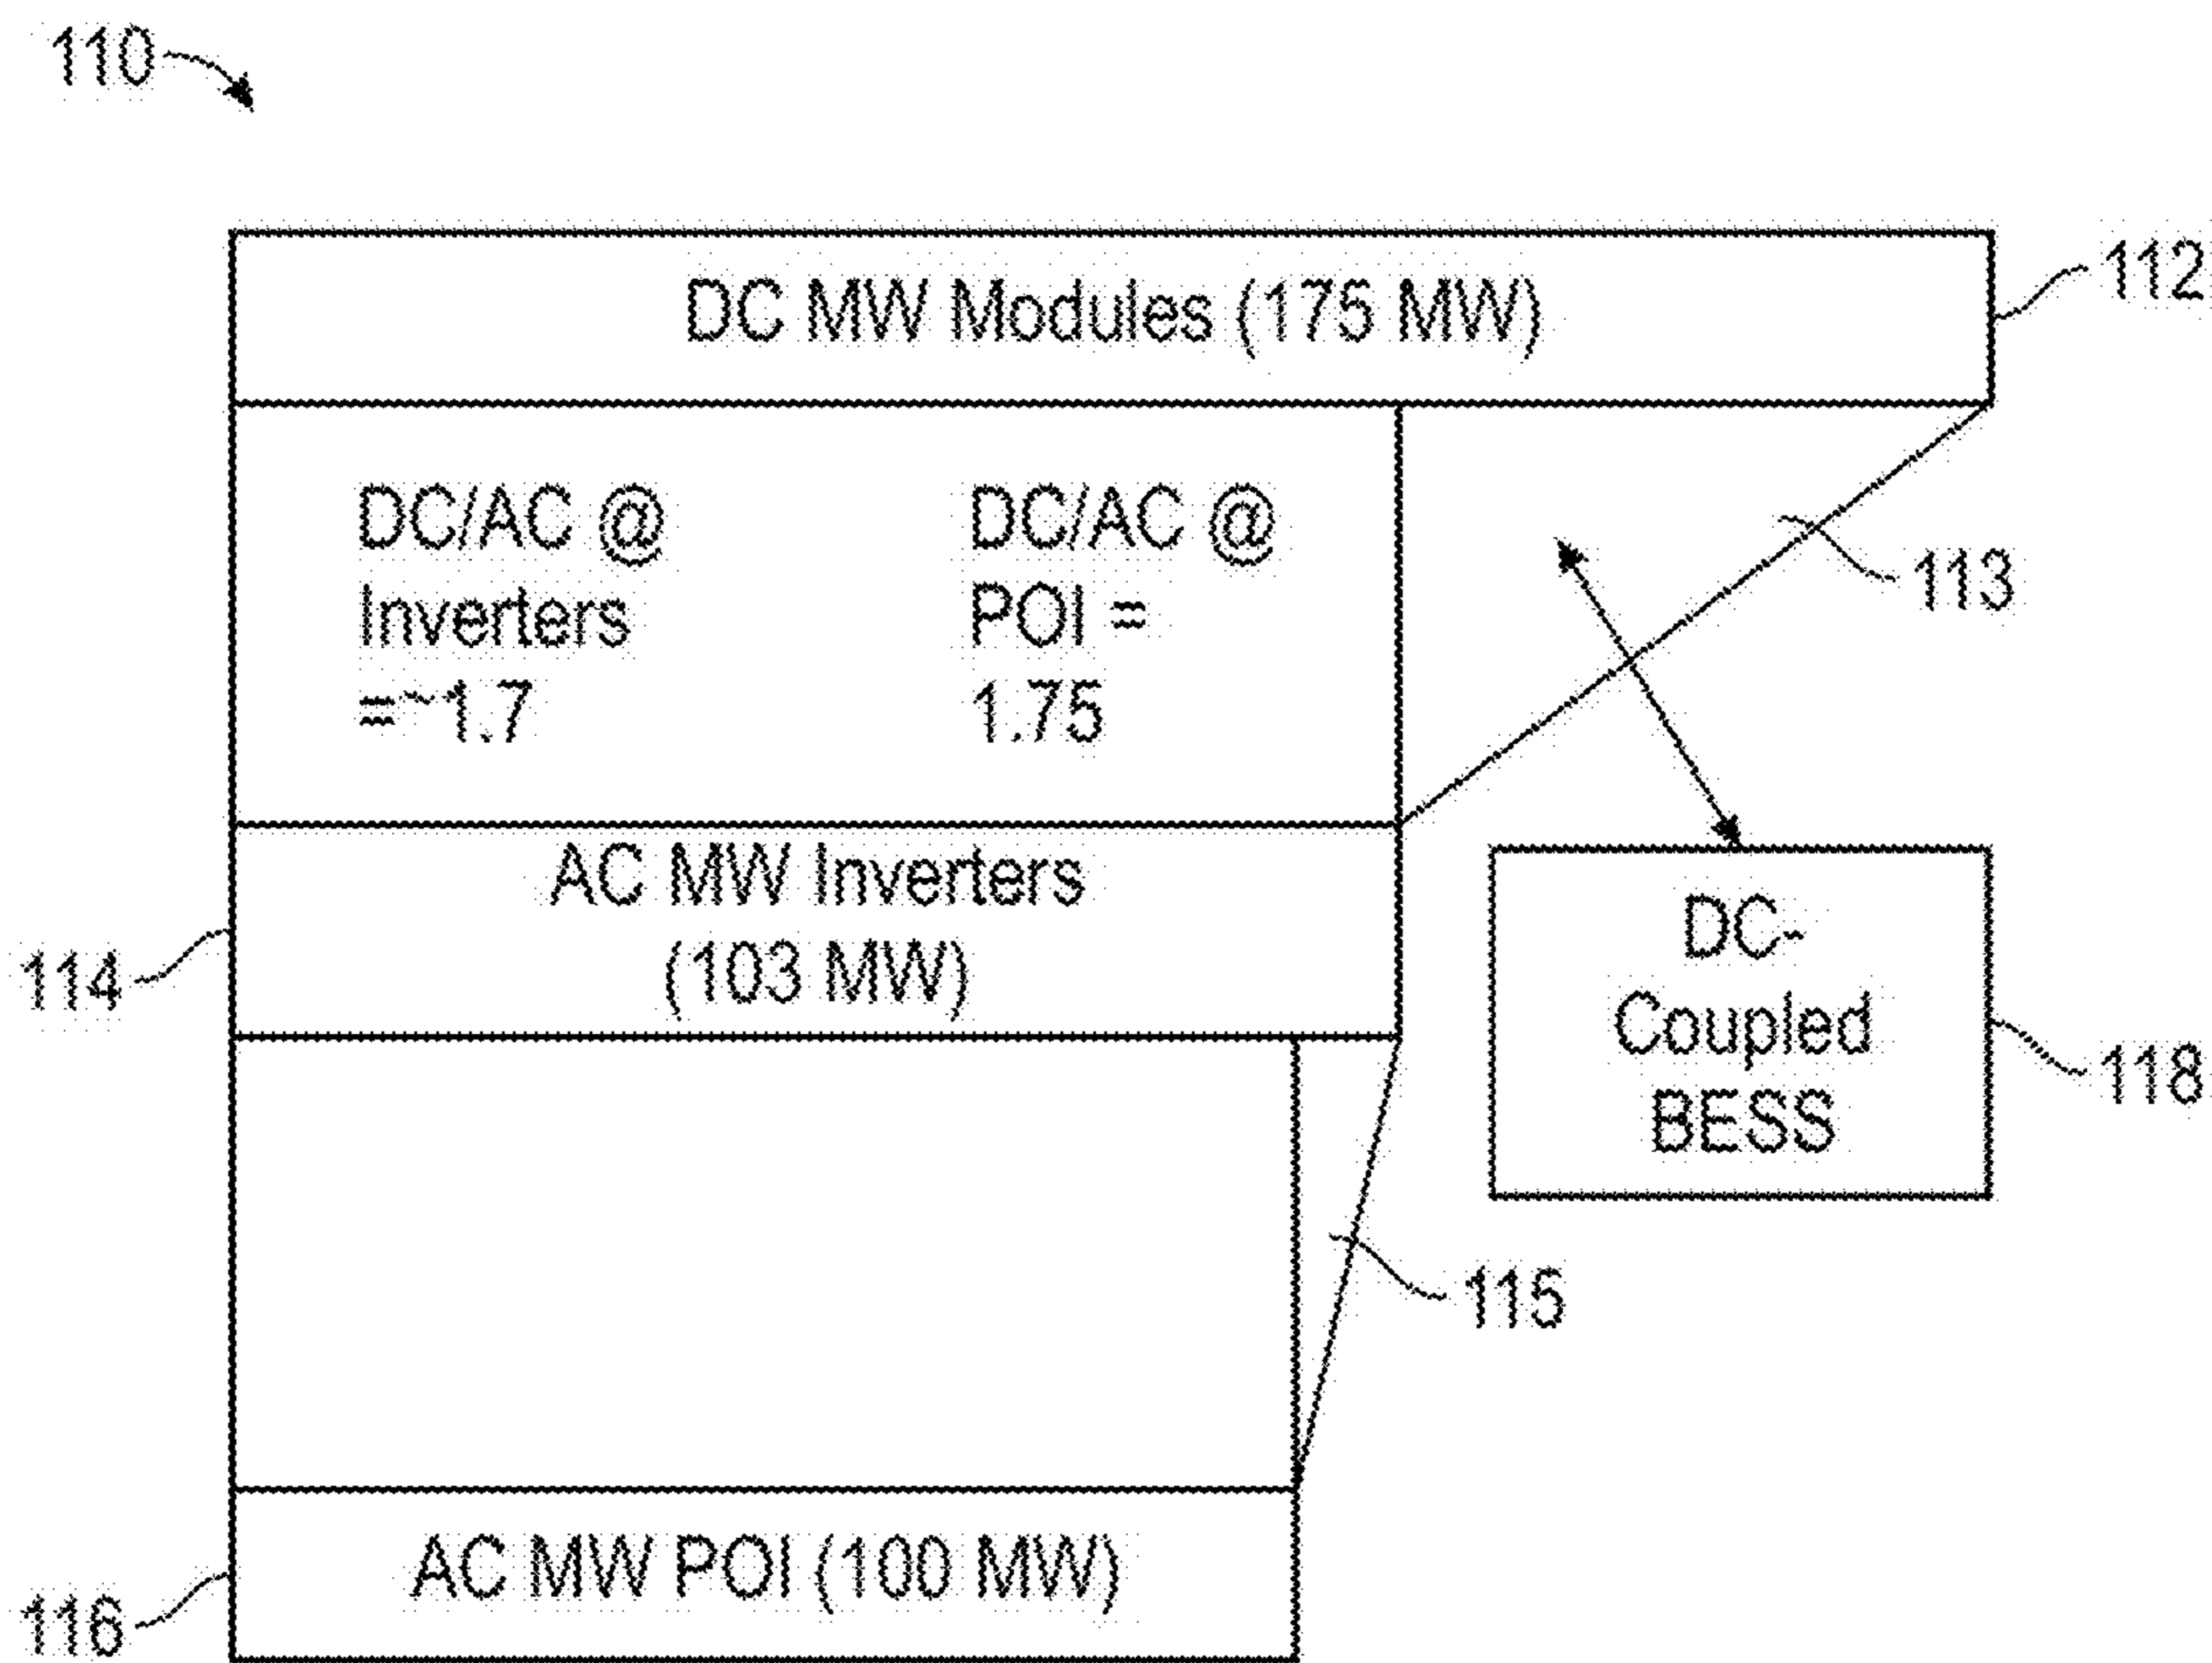 110
DC MW Modules (175 MW)
112
DC/AC @
Inverters
=~1.7
DC/AC @
POI =
1.75
113
AC MW Inverters
(103 MW)
114
DC-
Coupled
BESS
118
115
AC MW POI (100 MW)
116